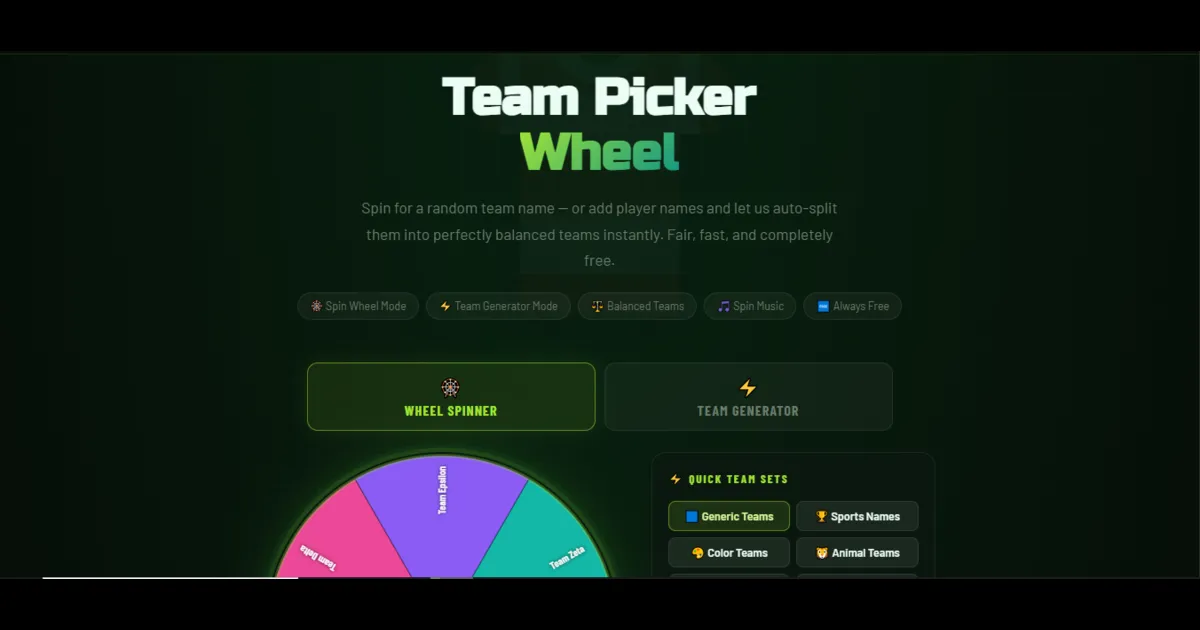 Team Picker
Wheel
Spin for a random team name — or add player names and let us auto-split
them into perfectly balanced teams instantly. Fair, fast, and completely
free.
Spin Wheel Mode
Team Generator Mode
Balanced Teams
Spin Music
Always Free
WHEEL SPINNER
TEAM GENERATOR
Team Delta
Team Epsilon
Team Zeta
QUICK TEAM SETS
Generic Teams
Sports Names
Color Teams
Animal Teams